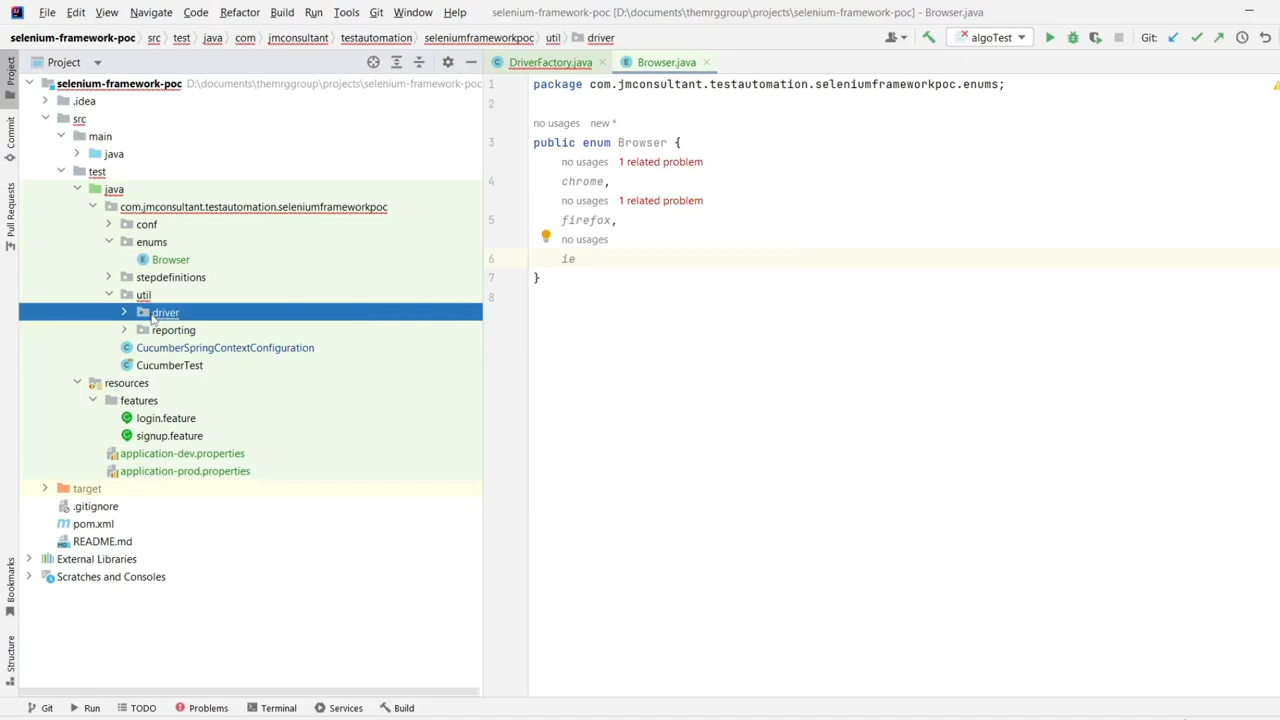 File Edit View Navigate Code Refactor Build Run Tools Git Window Help selenium-framework-poc [D:\documents\themrggroup\projects\selenium-framework-poc] - Browser.java
selenium-framework-poc src test java com jmconsultant testautomation seleniumframeworkpoc util driver algoTest Git:
Project
DriverFactory.java
Browser.java
Project
Commit
Pull Requests
Bookmarks
Structure
selenium-framework-poc D:\documents\themrggroup\projects\selenium-framework-poc
.idea
src
main
java
test
java
com.jmconsultant.testautomation.seleniumframeworkpoc
conf
enums
Browser
stepdefinitions
util
driver
reporting
CucumberSpringContextConfiguration
CucumberTest
resources
features
login.feature
signup.feature
application-dev.properties
application-prod.properties
target
.gitignore
pom.xml
README.md
External Libraries
Scratches and Consoles
1 package com.jmconsultant.testautomation.seleniumframeworkpoc.enums;
2
no usages new *
3 public enum Browser {
no usages 1 related problem
4 chrome,
no usages 1 related problem
5 firefox,
no usages
6 ie
7 }
8
Git Run TODO Problems Terminal Services Build